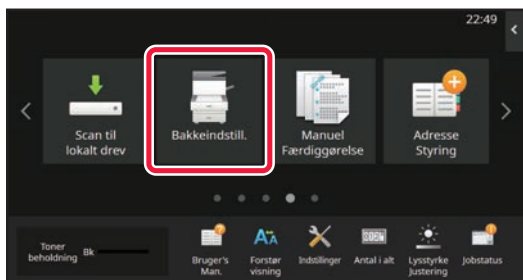 22:49
Scan til
lokalt drev
Bakkeindstill.
Manuel
Færdiggørelse
Adresse
Styring
Toner
beholdning
Bk
Bruger's
Man.
Forstør
visning
Indstillinger
Antal i alt
Lysstyrke
Justering
Jobstatus